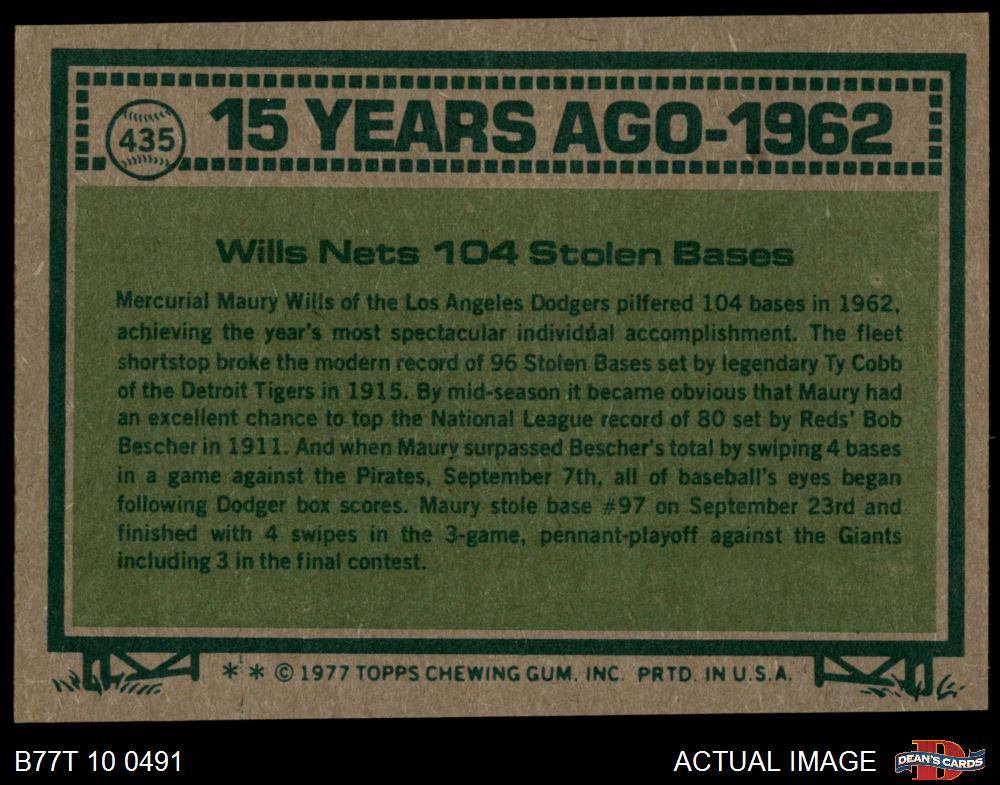 435
15 YEARS AGO-1962
Wills Nets 104 Stolen Bases
Mercurial Maury Wills of the Los Angeles Dodgers pilfered 104 bases in 1962,
achieving the year's most spectacular individual accomplishment. The fleet
shortstop broke the modern record of 96 Stolen Bases set by legendary Ty Cobb
of the Detroit Tigers in 1915. By mid-season it became obvious that Maury had
an excellent chance to top the National League record of 80 set by Reds' Bob
Bescher in 1911. And when Maury surpassed Bescher's total by swiping 4 bases
in a game against the Pirates, September 7th, all of baseball's eyes began
following Dodger box scores. Maury stole base #97 on September 23rd and
finished with 4 swipes in the 3-game, pennant-playoff against the Giants
including 3 in the final contest.
** © 1977 TOPPS CHEWING GUM, INC. PRTD. IN U.S.A.
B77T 10 0491
ACTUAL IMAGE
D
DEAN'S CARDS